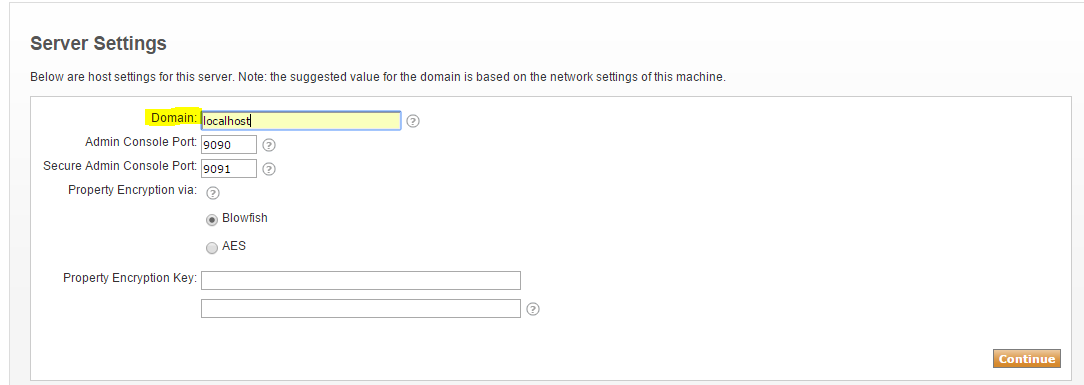 Server Settings
Below are host settings for this server. Note: the suggested value for the domain is based on the network settings of this machine.
Domain: localhost ?
Admin Console Port: 9090 ?
Secure Admin Console Port: 9091 ?
Property Encryption via: ?
Blowfish
AES
Property Encryption Key:
?
Continue